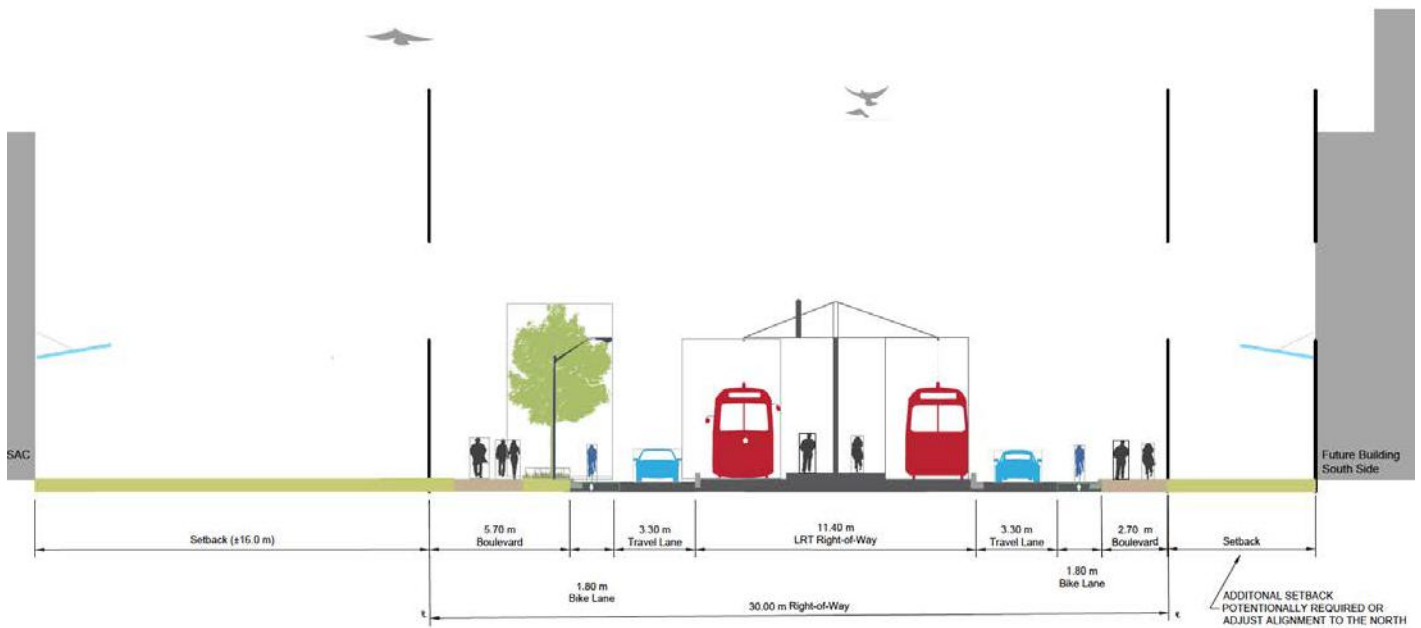 SAC
Future Building
South Side
Setback (±16.0 m)
5.70 m
Boulevard
1.80 m
Bike Lane
3.30 m
Travel Lane
11.40 m
LRT Right-of-Way
3.30 m
Travel Lane
1.80 m
Bike Lane
2.70 m
Boulevard
Setback
30.00 m Right-of-Way
ADDITONAL SETBACK
POTENTIALLY REQUIRED OR
ADJUST ALIGNMENT TO THE NORTH